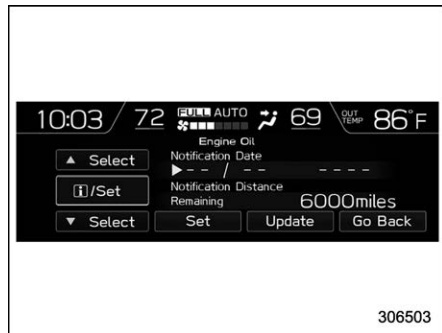 10:03 72 FULL AUTO 69 OUT TEMP 86°F
Engine Oil
▲ Select Notification Date
▶-- / -- ----
i/Set Notification Distance
Remaining 6000miles
▼ Select Set Update Go Back
306503